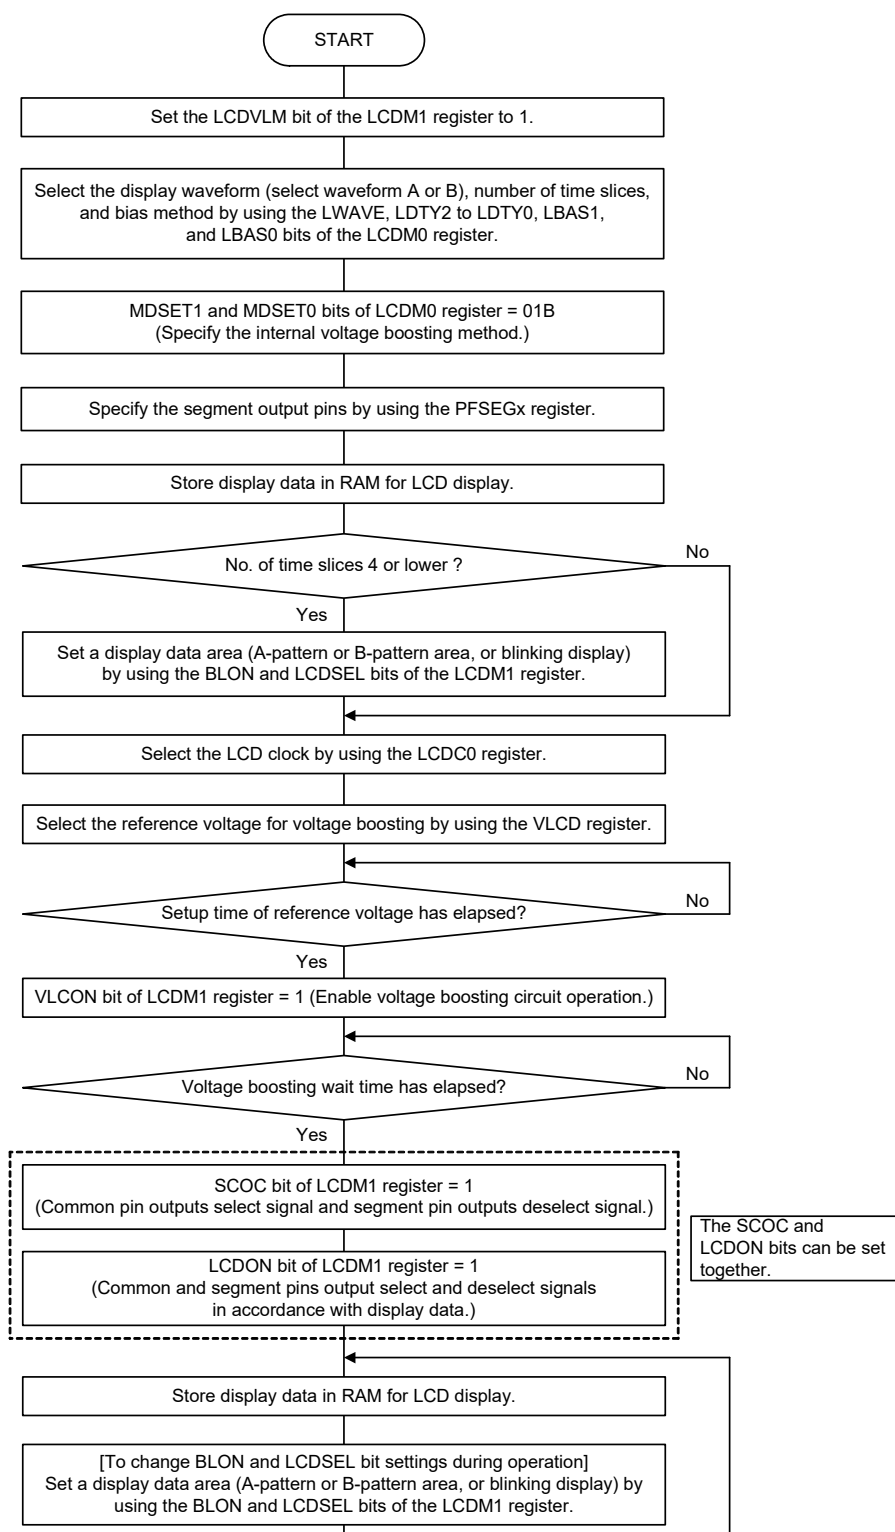 START
Set the LCDVLM bit of the LCDM1 register to 1.
Select the display waveform (select waveform A or B), number of time slices,
and bias method by using the LWAVE, LDTY2 to LDTY0, LBAS1,
and LBAS0 bits of the LCDM0 register.
MDSET1 and MDSET0 bits of LCDM0 register = 01B
(Specify the internal voltage boosting method.)
Specify the segment output pins by using the PFSEGx register.
Store display data in RAM for LCD display.
No. of time slices 4 or lower ?
No
Yes
Set a display data area (A-pattern or B-pattern area, or blinking display)
by using the BLON and LCDSEL bits of the LCDM1 register.
Select the LCD clock by using the LCDC0 register.
Select the reference voltage for voltage boosting by using the VLCD register.
Setup time of reference voltage has elapsed?
No
Yes
VLCON bit of LCDM1 register = 1 (Enable voltage boosting circuit operation.)
Voltage boosting wait time has elapsed?
No
Yes
SCOC bit of LCDM1 register = 1
(Common pin outputs select signal and segment pin outputs deselect signal.)
The SCOC and
LCDON bits can be set
together.
LCDON bit of LCDM1 register = 1
(Common and segment pins output select and deselect signals
in accordance with display data.)
Store display data in RAM for LCD display.
[To change BLON and LCDSEL bit settings during operation]
Set a display data area (A-pattern or B-pattern area, or blinking display) by
using the BLON and LCDSEL bits of the LCDM1 register.